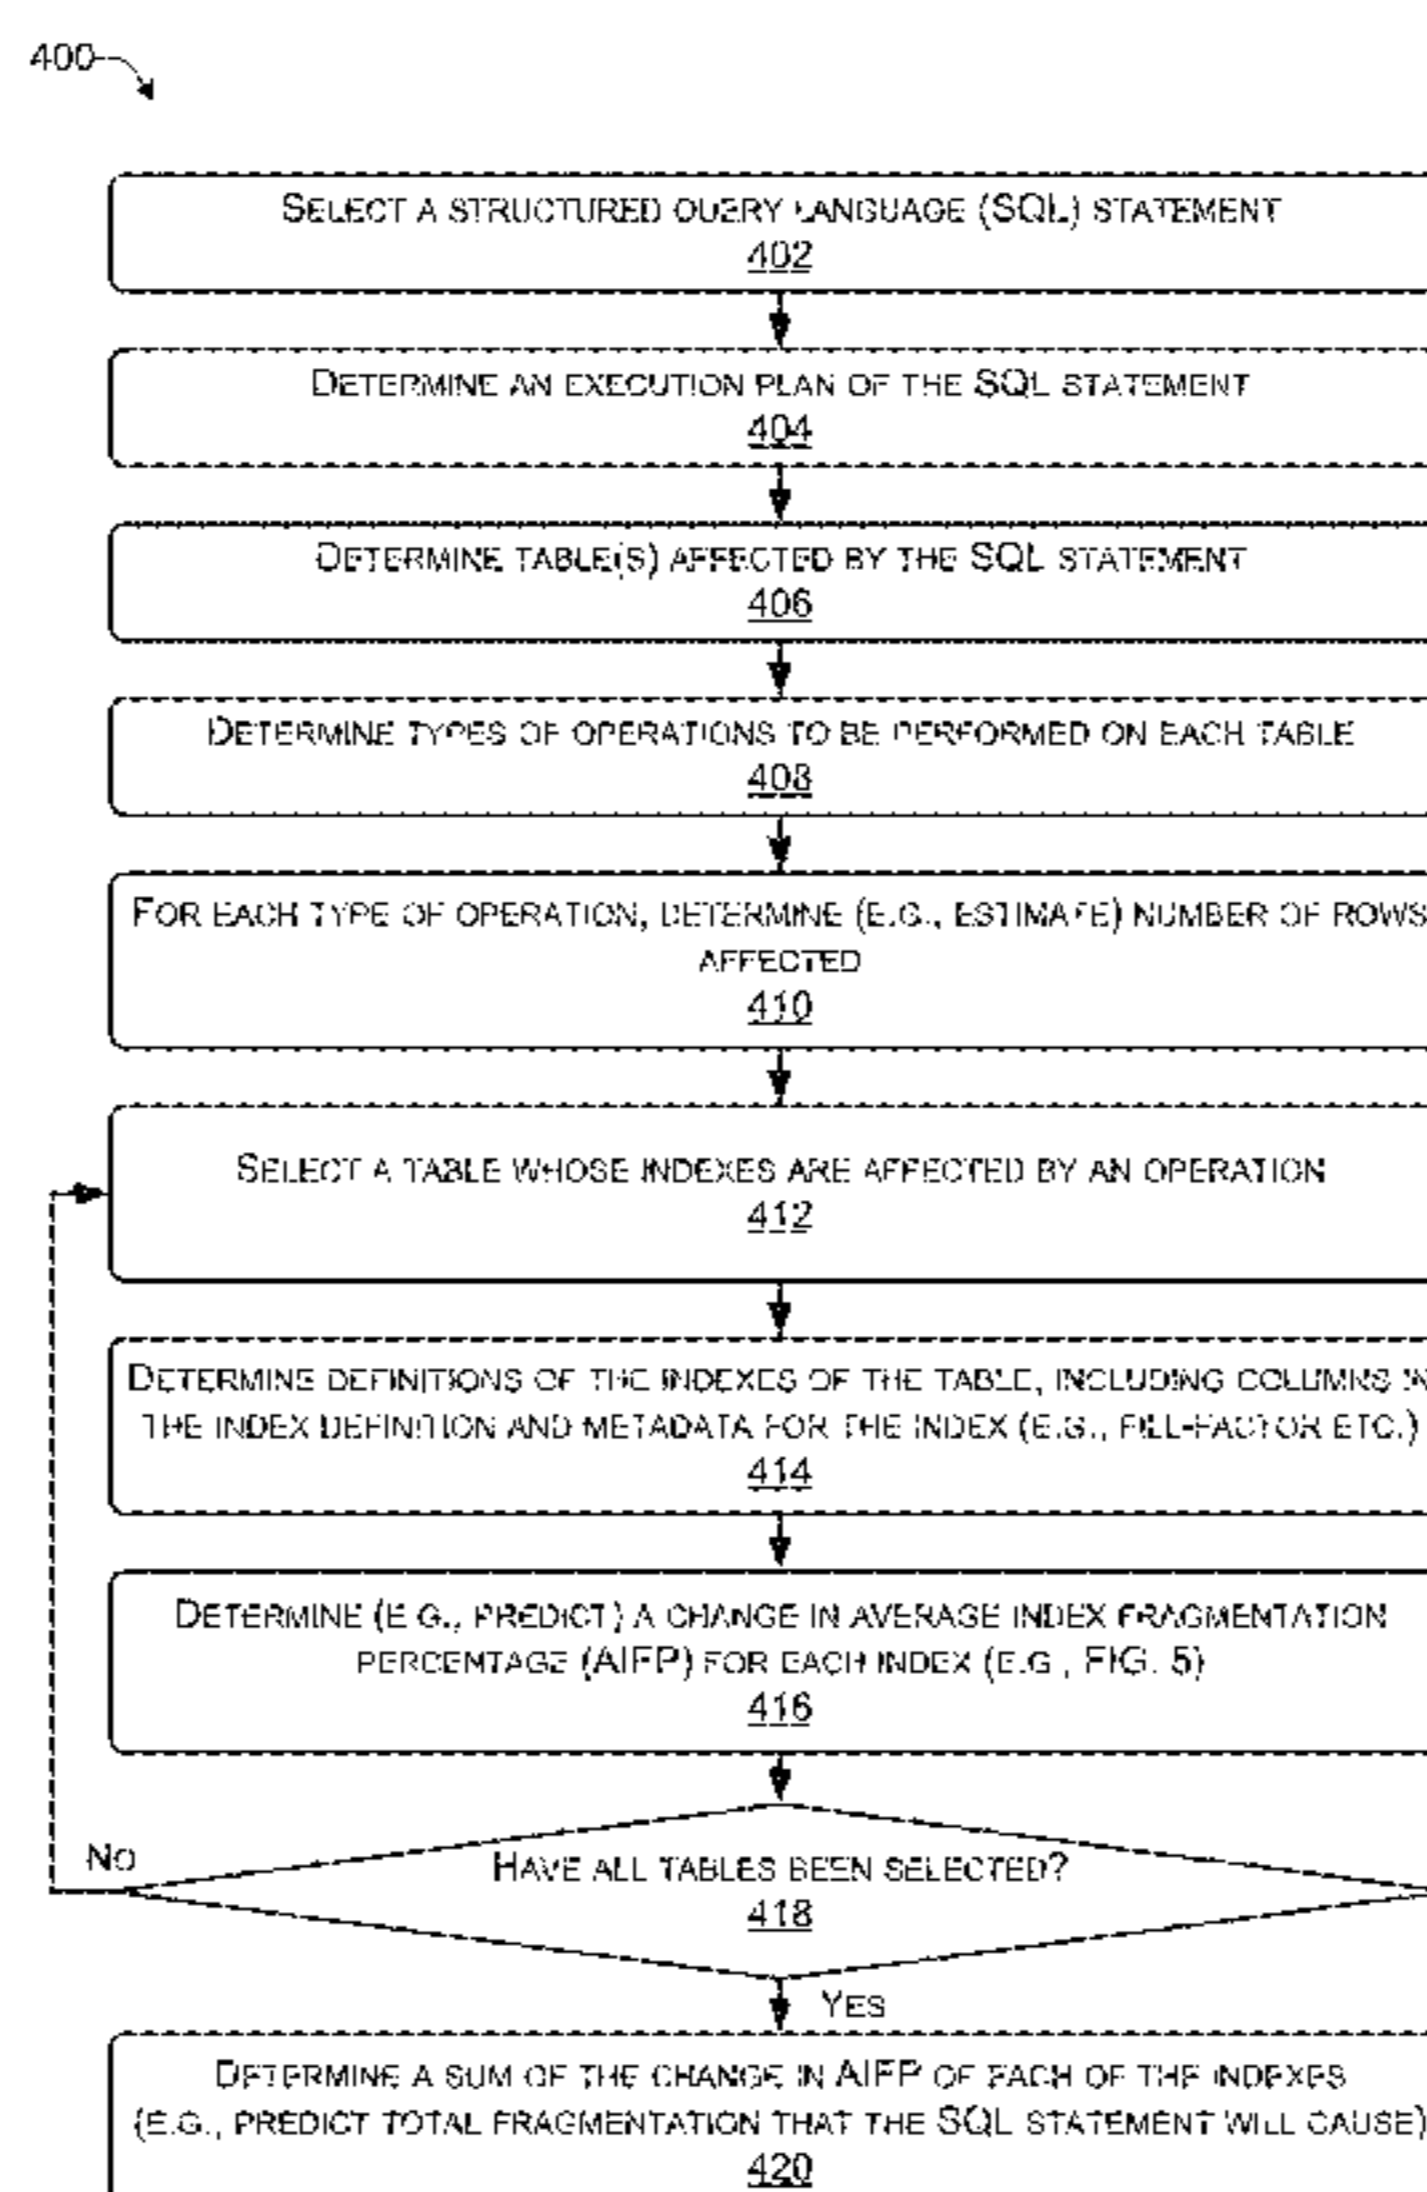 400
SELECT A STRUCTURED QUERY LANGUAGE (SQL) STATEMENT
402
DETERMINE AN EXECUTION PLAN OF THE SQL STATEMENT
404
DETERMINE TABLE(S) AFFECTED BY THE SQL STATEMENT
406
DETERMINE TYPES OF OPERATIONS TO BE PERFORMED ON EACH TABLE
408
FOR EACH TYPE OF OPERATION, DETERMINE (E.G., ESTIMATE) NUMBER OF ROWS
AFFECTED
410
SELECT A TABLE WHOSE INDEXES ARE AFFECTED BY AN OPERATION
412
DETERMINE DEFINITIONS OF THE INDEXES OF THE TABLE, INCLUDING COLUMNS IN
THE INDEX DEFINITION AND METADATA FOR THE INDEX (E.G., FILL-FACTOR ETC.)
414
DETERMINE (E.G., PREDICT) A CHANGE IN AVERAGE INDEX FRAGMENTATION
PERCENTAGE (AIFP) FOR EACH INDEX (E.G., FIG. 5)
416
NO
HAVE ALL TABLES BEEN SELECTED?
418
YES
DETERMINE A SUM OF THE CHANGE IN AIFP OF EACH OF THE INDEXES
(E.G., PREDICT TOTAL FRAGMENTATION THAT THE SQL STATEMENT WILL CAUSE)
420